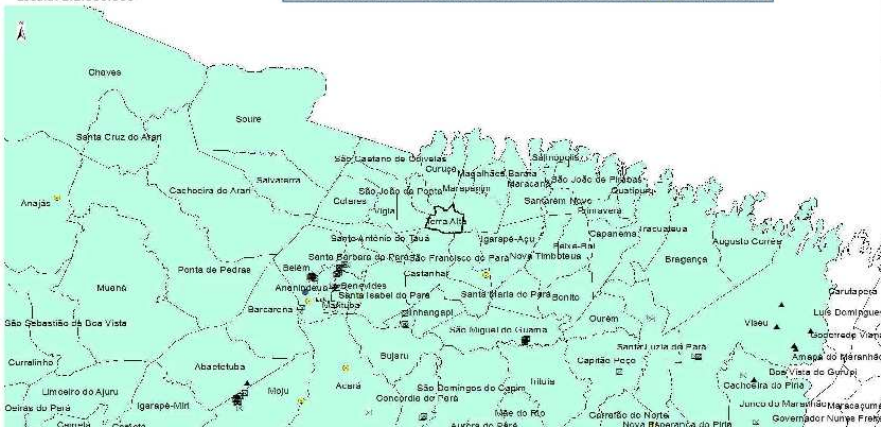 Chaves
Soure
Santa Cruz do Arari
São Caetano de Odivelas
Curuçá
Salinópolis
Magalhães Barata
Salvaterra
São João da Ponta
Marapanim
Maracanã
São João de Pirabas
Quatipuru
Cachoeira do Arari
Anajás
Colares
Vigia
Santarém Novo
Primavera
Terra Alta
Tracuateua
Santo Antônio do Tauá
Igarapé-Açu
Capanema
Augusto Corrêa
Peixe-Boi
Santa Bárbara do Pará
São Francisco do Pará
Nova Timboteua
Bragança
Ponta de Pedras
Belém
Castanhal
Muaná
Ananindeua
Benevides
Santa Isabel do Pará
Santa Maria do Pará
Bonito
Carutapera
Marituba
Barcarena
Inhangapi
Ourém
Luís Domingues
São Sebastião da Boa Vista
São Miguel do Guamá
Viseu
Godofredo Viana
Santa Luzia do Pará
Curralinho
Bujaru
Capitão Poço
Amapá do Maranhão
Abaetetuba
Boa Vista do Gurupi
Moju
Acará
Irituia
Cachoeira do Piriá
Limoeiro do Ajuru
São Domingos do Capim
Concórdia do Pará
Junco do Maranhão
Maracaçumé
Oeiras do Pará
Igarapé-Miri
Mãe do Rio
Garrafão do Norte
Governador Nunes Freire
Cametá
Aurora do Pará
Nova Esperança do Piriá